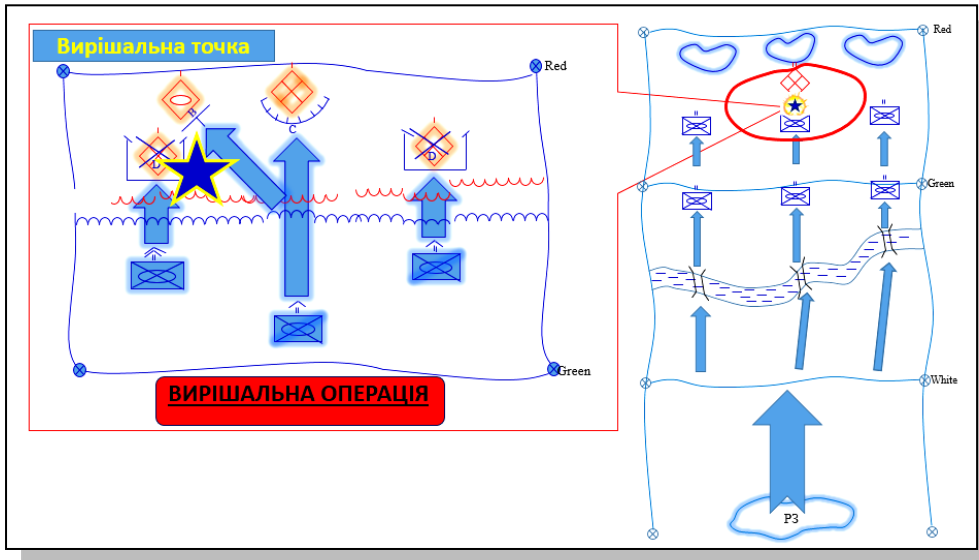 Вирішальна точка
Red
Red
B
C
D
D
Green
Green
ВИРІШАЛЬНА ОПЕРАЦІЯ
White
РЗ